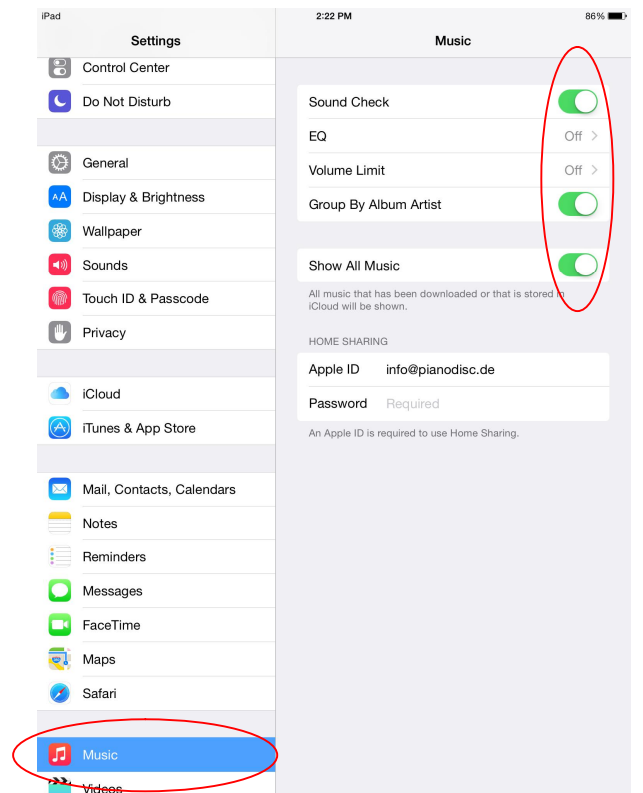 iPad
2:22 PM
86%
Settings
Music
Control Center
Do Not Disturb
General
AA Display & Brightness
Wallpaper
Sounds
Touch ID & Passcode
Privacy
iCloud
iTunes & App Store
Mail, Contacts, Calendars
Notes
Reminders
Messages
FaceTime
Maps
Safari
Music
Videos
Sound Check
EQ Off
Volume Limit Off
Group By Album Artist
Show All Music
All music that has been downloaded or that is stored in
iCloud will be shown.
HOME SHARING
Apple ID info@pianodisc.de
Password Required
An Apple ID is required to use Home Sharing.